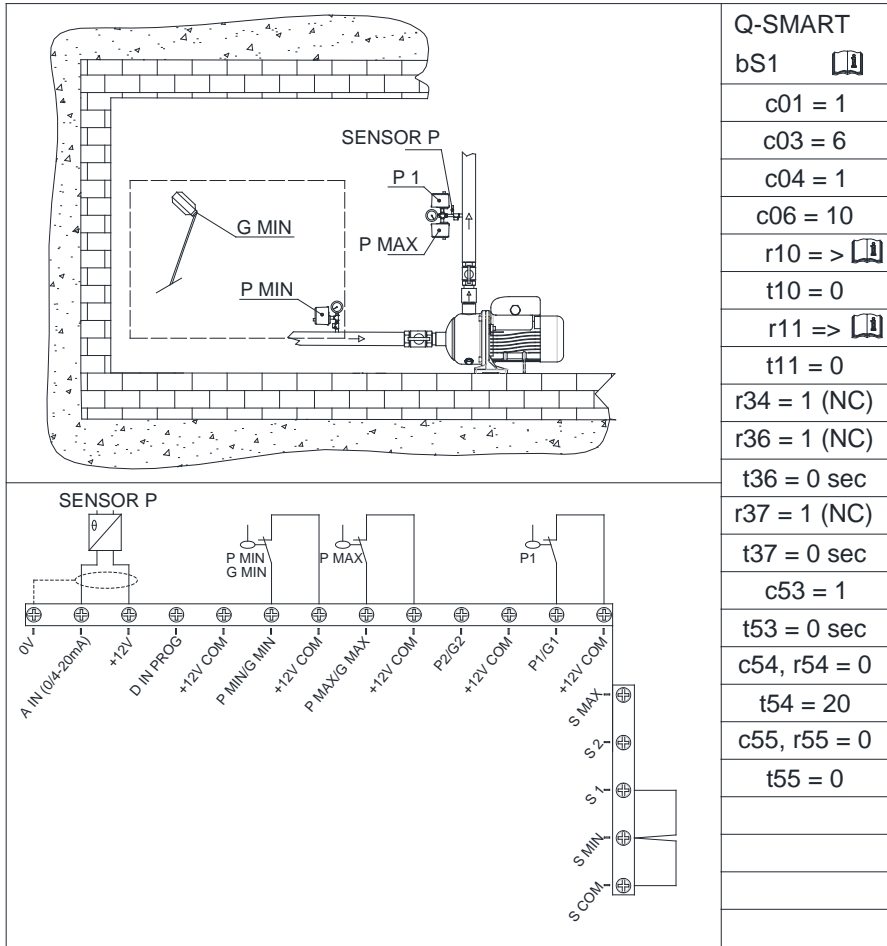 SENSOR P
P 1
G MIN
P MAX
P MIN
SENSOR P
θ
P MIN
G MIN
P MAX
P1
0V
A IN (0/4-20mA)
+12V
D IN PROG
+12V COM
P MIN/G MIN
+12V COM
P MAX/G MAX
+12V COM
P2/G2
+12V COM
P1/G1
+12V COM
S MAX
S 2
S 1
S MIN
S COM
Q-SMART
bS1 i
c01 = 1
c03 = 6
c04 = 1
c06 = 10
r10 = > i
t10 = 0
r11 => i
t11 = 0
r34 = 1 (NC)
r36 = 1 (NC)
t36 = 0 sec
r37 = 1 (NC)
t37 = 0 sec
c53 = 1
t53 = 0 sec
c54, r54 = 0
t54 = 20
c55, r55 = 0
t55 = 0